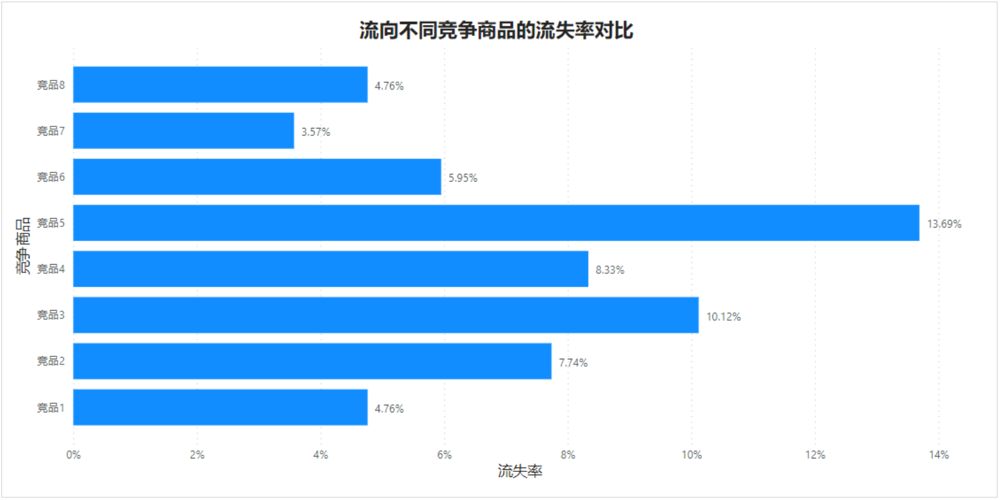 流向不同竞争商品的流失率对比
竞品8
4.76%
竞品7
3.57%
竞品6
5.95%
竞品5
13.69%
竞品4
8.33%
竞品3
10.12%
竞品2
7.74%
竞品1
4.76%
竞争商品
0% 2% 4% 6% 8% 10% 12% 14%
流失率